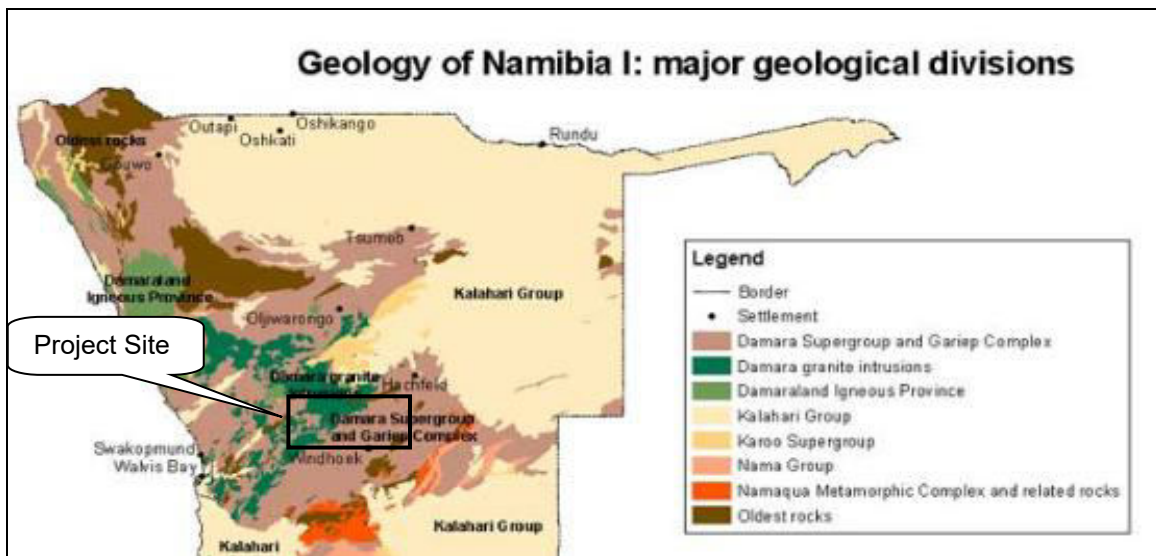 Geology of Namibia I: major geological divisions
Oshikango
Outapi
Oshkati
Rundu
Oldest rocks
Opuwo
Tsumeb
Damaraland
Igneous Province
Kalahari Group
Otjiwarongo
Project Site
Damara granite
intrusions
Hochfeld
Damara Supergroup
and Gariep Complex
Swakopmund
Walvis Bay
Windhoek
Kalahari Group
Kalahari
Legend
Border
Settlement
Damara Supergroup and Gariep Complex
Damara granite intrusions
Damaraland Igneous Province
Kalahari Group
Karoo Supergroup
Nama Group
Namaqua Metamorphic Complex and related rocks
Oldest rocks